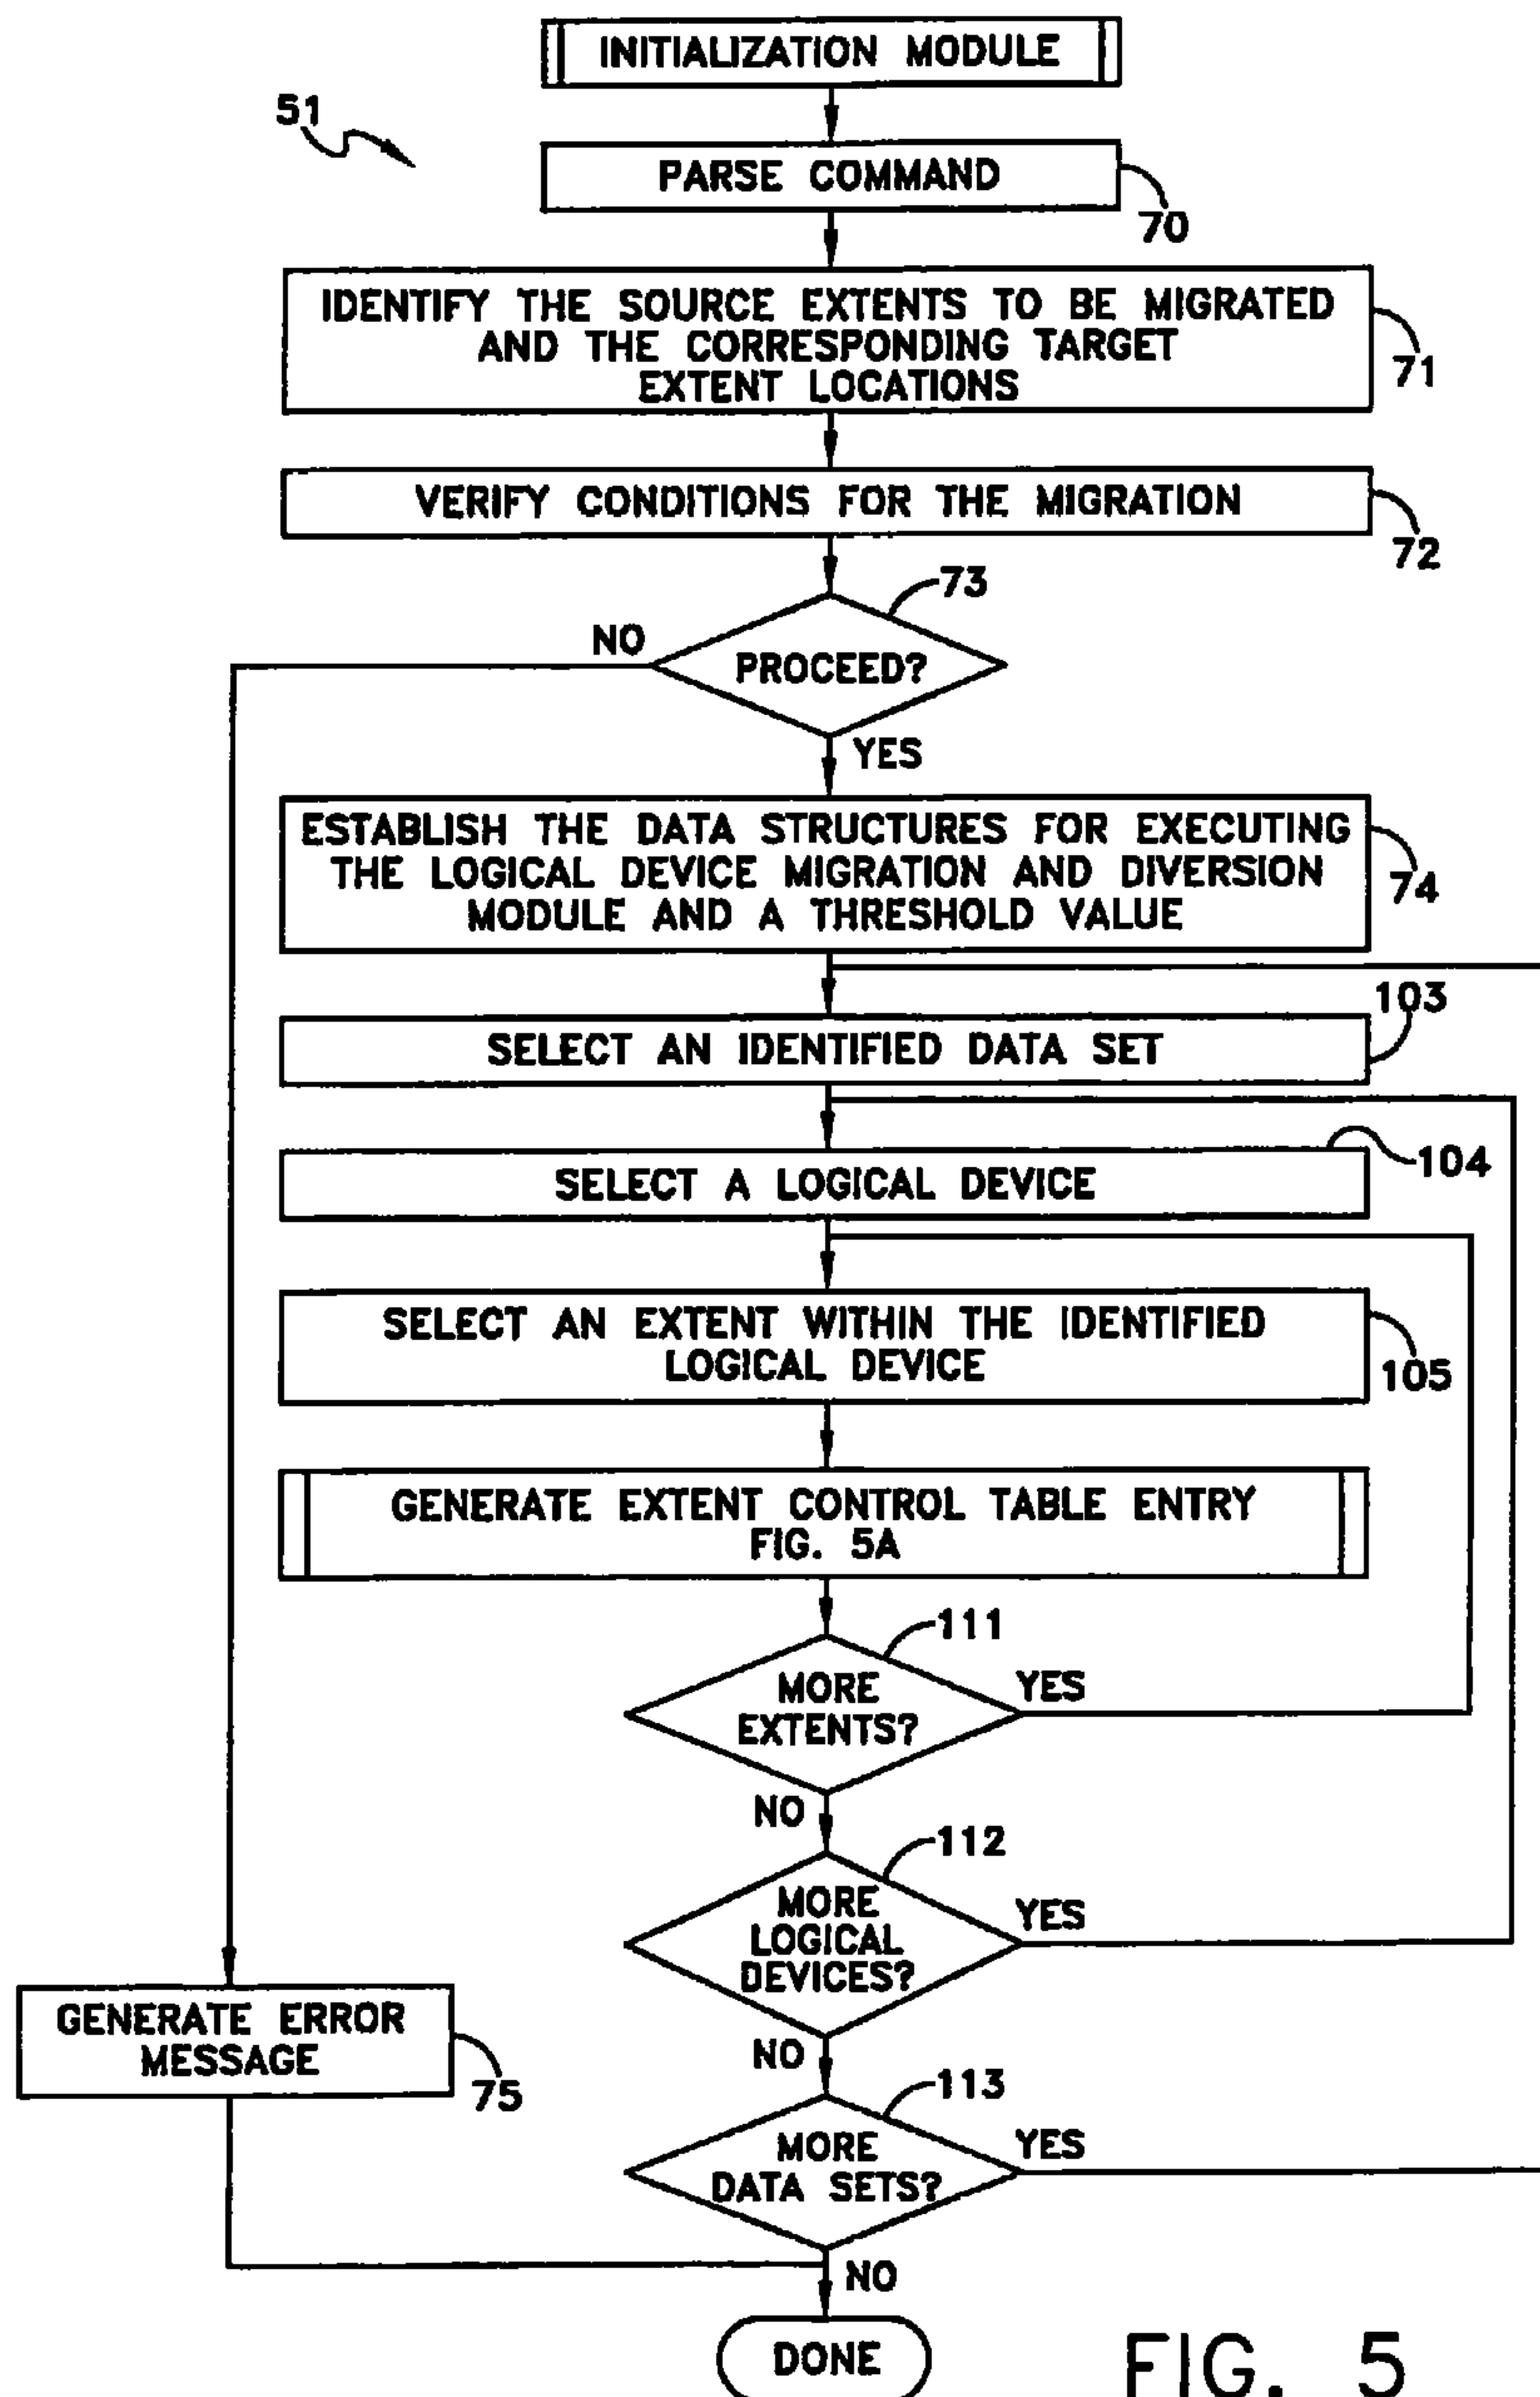 INITIALIZATION MODULE
51
PARSE COMMAND
70
IDENTIFY THE SOURCE EXTENTS TO BE MIGRATED
AND THE CORRESPONDING TARGET
EXTENT LOCATIONS
71
VERIFY CONDITIONS FOR THE MIGRATION
72
73
NO
PROCEED?
YES
ESTABLISH THE DATA STRUCTURES FOR EXECUTING
THE LOGICAL DEVICE MIGRATION AND DIVERSION
MODULE AND A THRESHOLD VALUE
74
103
SELECT AN IDENTIFIED DATA SET
104
SELECT A LOGICAL DEVICE
SELECT AN EXTENT WITHIN THE IDENTIFIED
LOGICAL DEVICE
105
GENERATE EXTENT CONTROL TABLE ENTRY
FIG. 5A
111
MORE
EXTENTS?
YES
NO
112
MORE
LOGICAL
DEVICES?
YES
NO
GENERATE ERROR
MESSAGE
75
113
MORE
DATA SETS?
YES
NO
DONE
FIG. 5